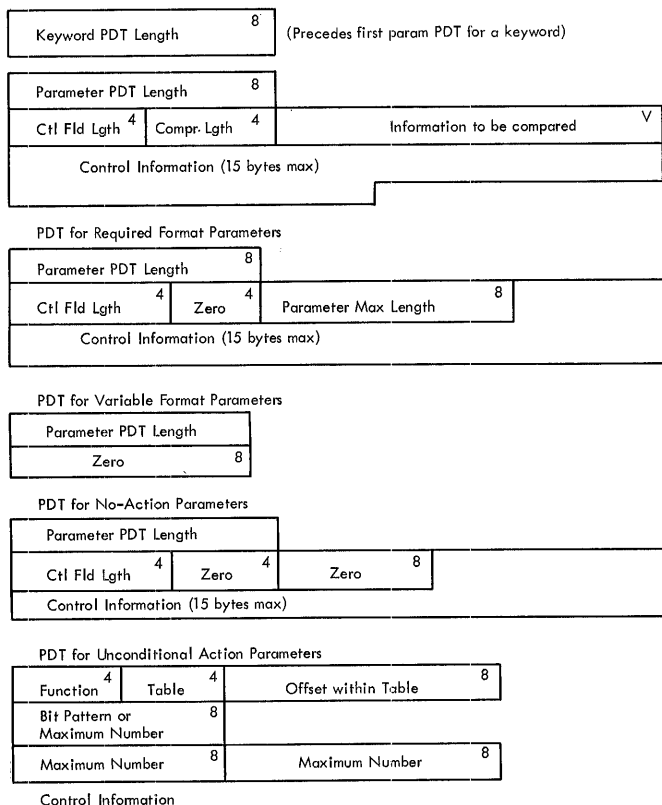 Keyword PDT Length 8 (Precedes first param PDT for a keyword)
Parameter PDT Length 8
Ctl Fld Lgth 4 Compr. Lgth 4 Information to be compared V
Control Information (15 bytes max)
PDT for Required Format Parameters
Parameter PDT Length 8
Ctl Fld Lgth 4 Zero 4 Parameter Max Length 8
Control Information (15 bytes max)
PDT for Variable Format Parameters
Parameter PDT Length
Zero 8
PDT for No-Action Parameters
Parameter PDT Length
Ctl Fld Lgth 4 Zero 4 Zero 8
Control Information (15 bytes max)
PDT for Unconditional Action Parameters
Function 4 Table 4 Offset within Table 8
Bit Pattern or 8
Maximum Number
Maximum Number 8 Maximum Number 8
Control Information